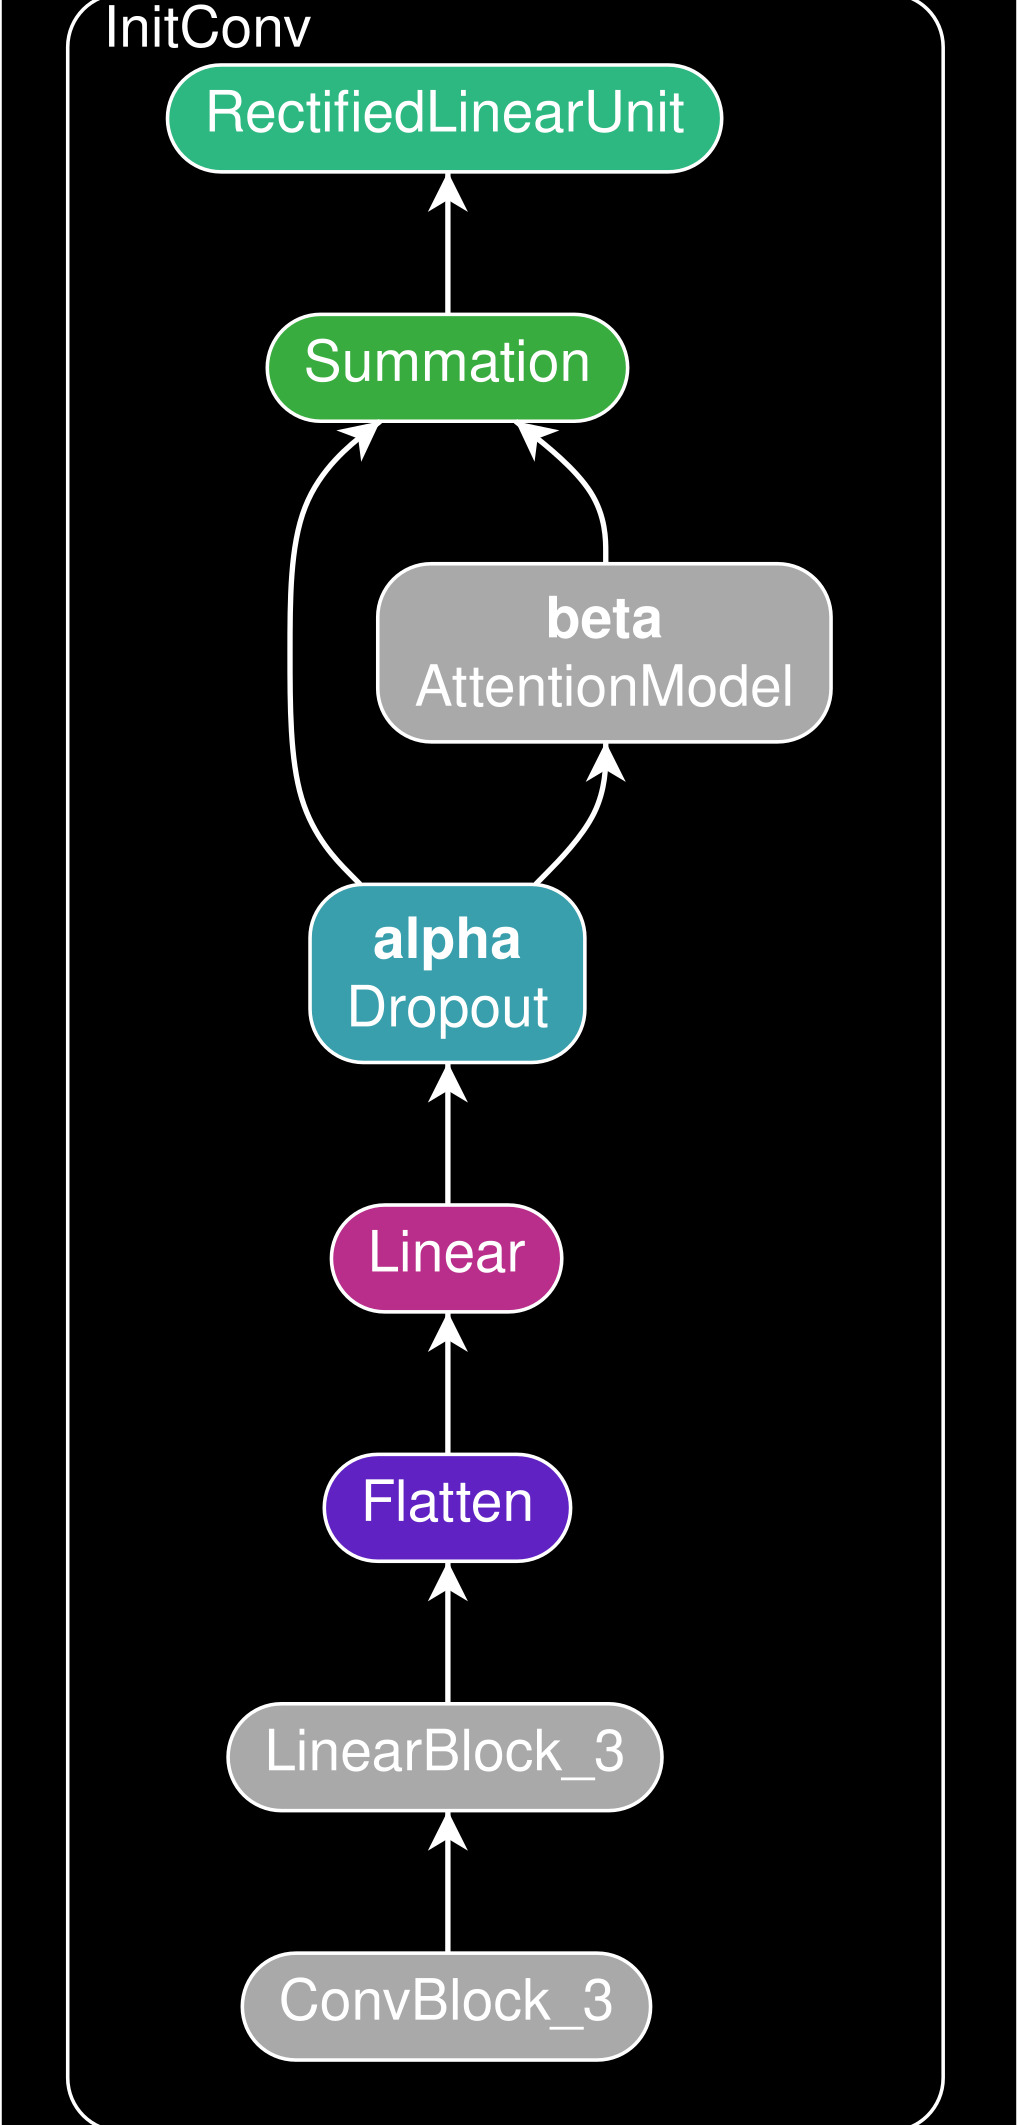 InitConv
RectifiedLinearUnit
Summation
beta
AttentionModel
alpha
Dropout
Linear
Flatten
LinearBlock_3
ConvBlock_3